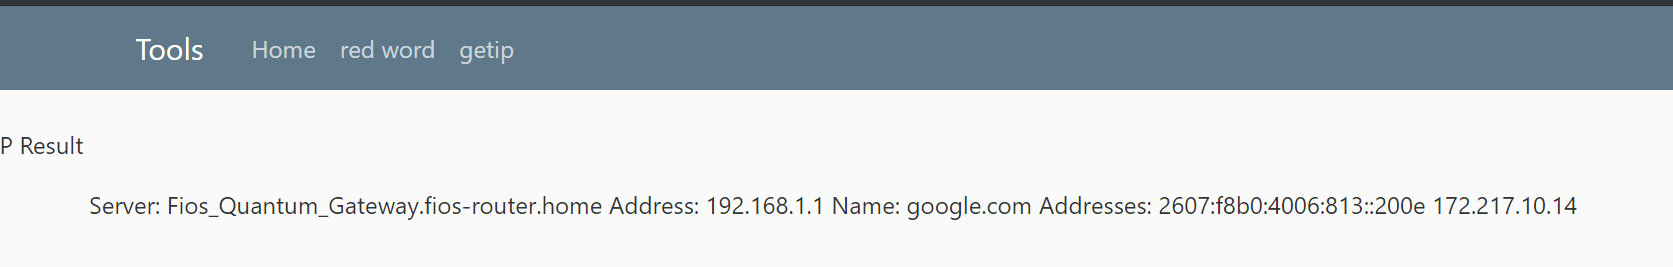 Tools Home red word getip
P Result
Server: Fios_Quantum_Gateway.fios-router.home Address: 192.168.1.1 Name: google.com Addresses: 2607:f8b0:4006:813::200e 172.217.10.14